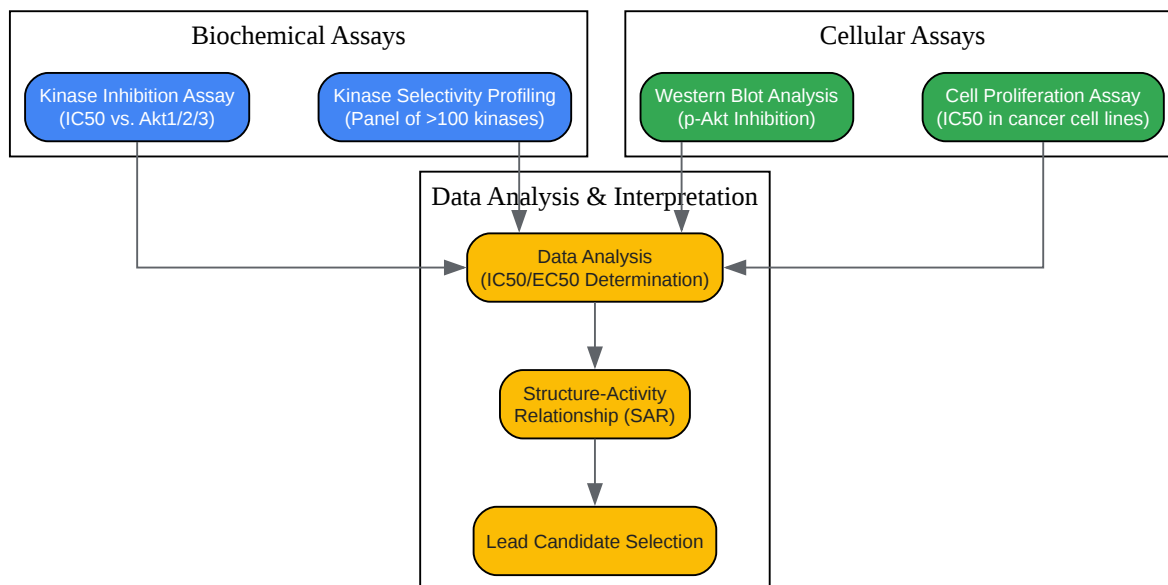 Biochemical Assays
Kinase Inhibition Assay
(IC50 vs. Akt1/2/3)
Kinase Selectivity Profiling
(Panel of >100 kinases)
Cellular Assays
Western Blot Analysis
(p-Akt Inhibition)
Cell Proliferation Assay
(IC50 in cancer cell lines)
Data Analysis & Interpretation
Data Analysis
(IC50/EC50 Determination)
Structure-Activity
Relationship (SAR)
Lead Candidate Selection